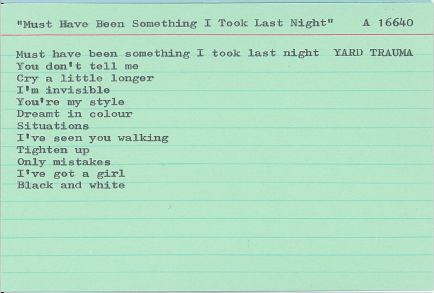 "Must Have Been Something I Took Last Night" A 16640
Must have been something I took last night YARD TRAUMA
You don't tell me
Cry a little longer
I'm invisible
You're my style
Dreamt in colour
Situations
I've seen you walking
Tighten up
Only mistakes
I've got a girl
Black and white